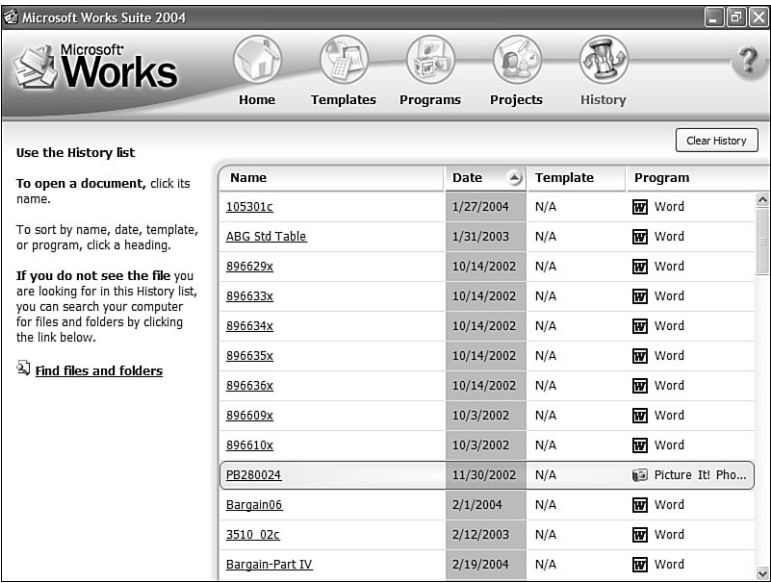 Microsoft Works Suite 2004
Microsoft
Works
Home Templates Programs Projects History
?
Clear History
Use the History list
To open a document, click its
name.
To sort by name, date, template,
or program, click a heading.
If you do not see the file you
are looking for in this History list,
you can search your computer
for files and folders by clicking
the link below.
Find files and folders
Name Date Template Program
105301c 1/27/2004 N/A Word
ABG Std Table 1/31/2003 N/A Word
896629x 10/14/2002 N/A Word
896633x 10/14/2002 N/A Word
896634x 10/14/2002 N/A Word
896635x 10/14/2002 N/A Word
896636x 10/14/2002 N/A Word
896609x 10/3/2002 N/A Word
896610x 10/3/2002 N/A Word
PB280024 11/30/2002 N/A Picture It! Pho...
Bargain06 2/1/2004 N/A Word
3510_02c 2/12/2003 N/A Word
Bargain-Part IV 2/19/2004 N/A Word